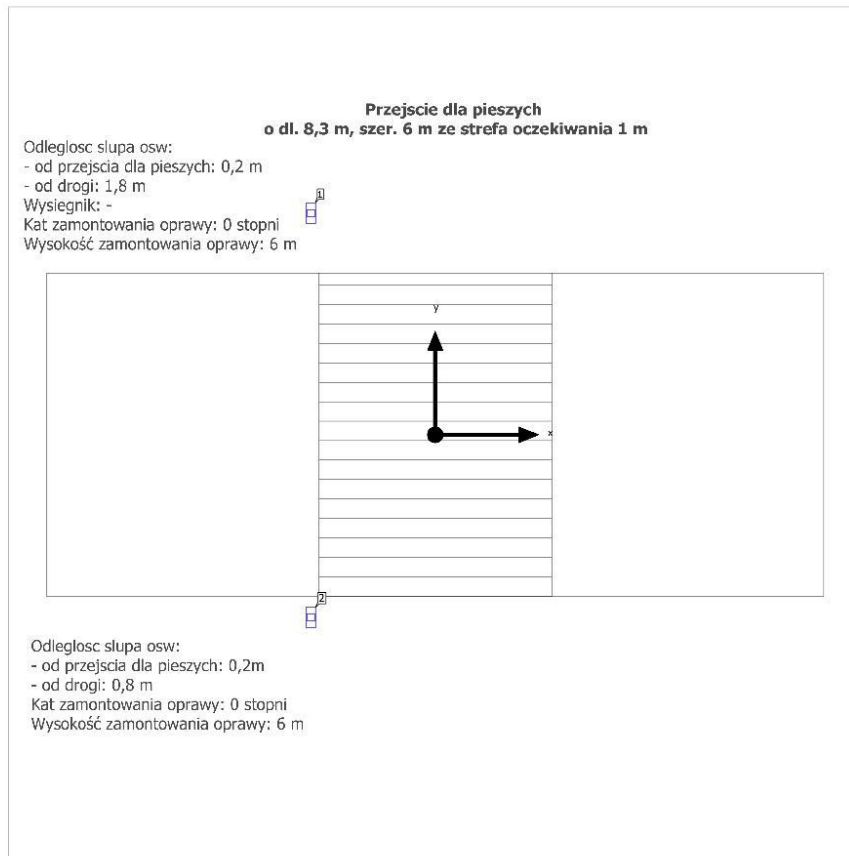 Przejscie dla pieszych
o dl. 8,3 m, szer. 6 m ze strefa oczekiwania 1 m
Odleglosc slupa osw:
- od przejscia dla pieszych: 0,2 m
- od drogi: 1,8 m
Wysiegnik: -
Kat zamontowania oprawy: 0 stopni
Wysokość zamontowania oprawy: 6 m
1
y
x
2
Odleglosc slupa osw:
- od przejscia dla pieszych: 0,2m
- od drogi: 0,8 m
Kat zamontowania oprawy: 0 stopni
Wysokość zamontowania oprawy: 6 m